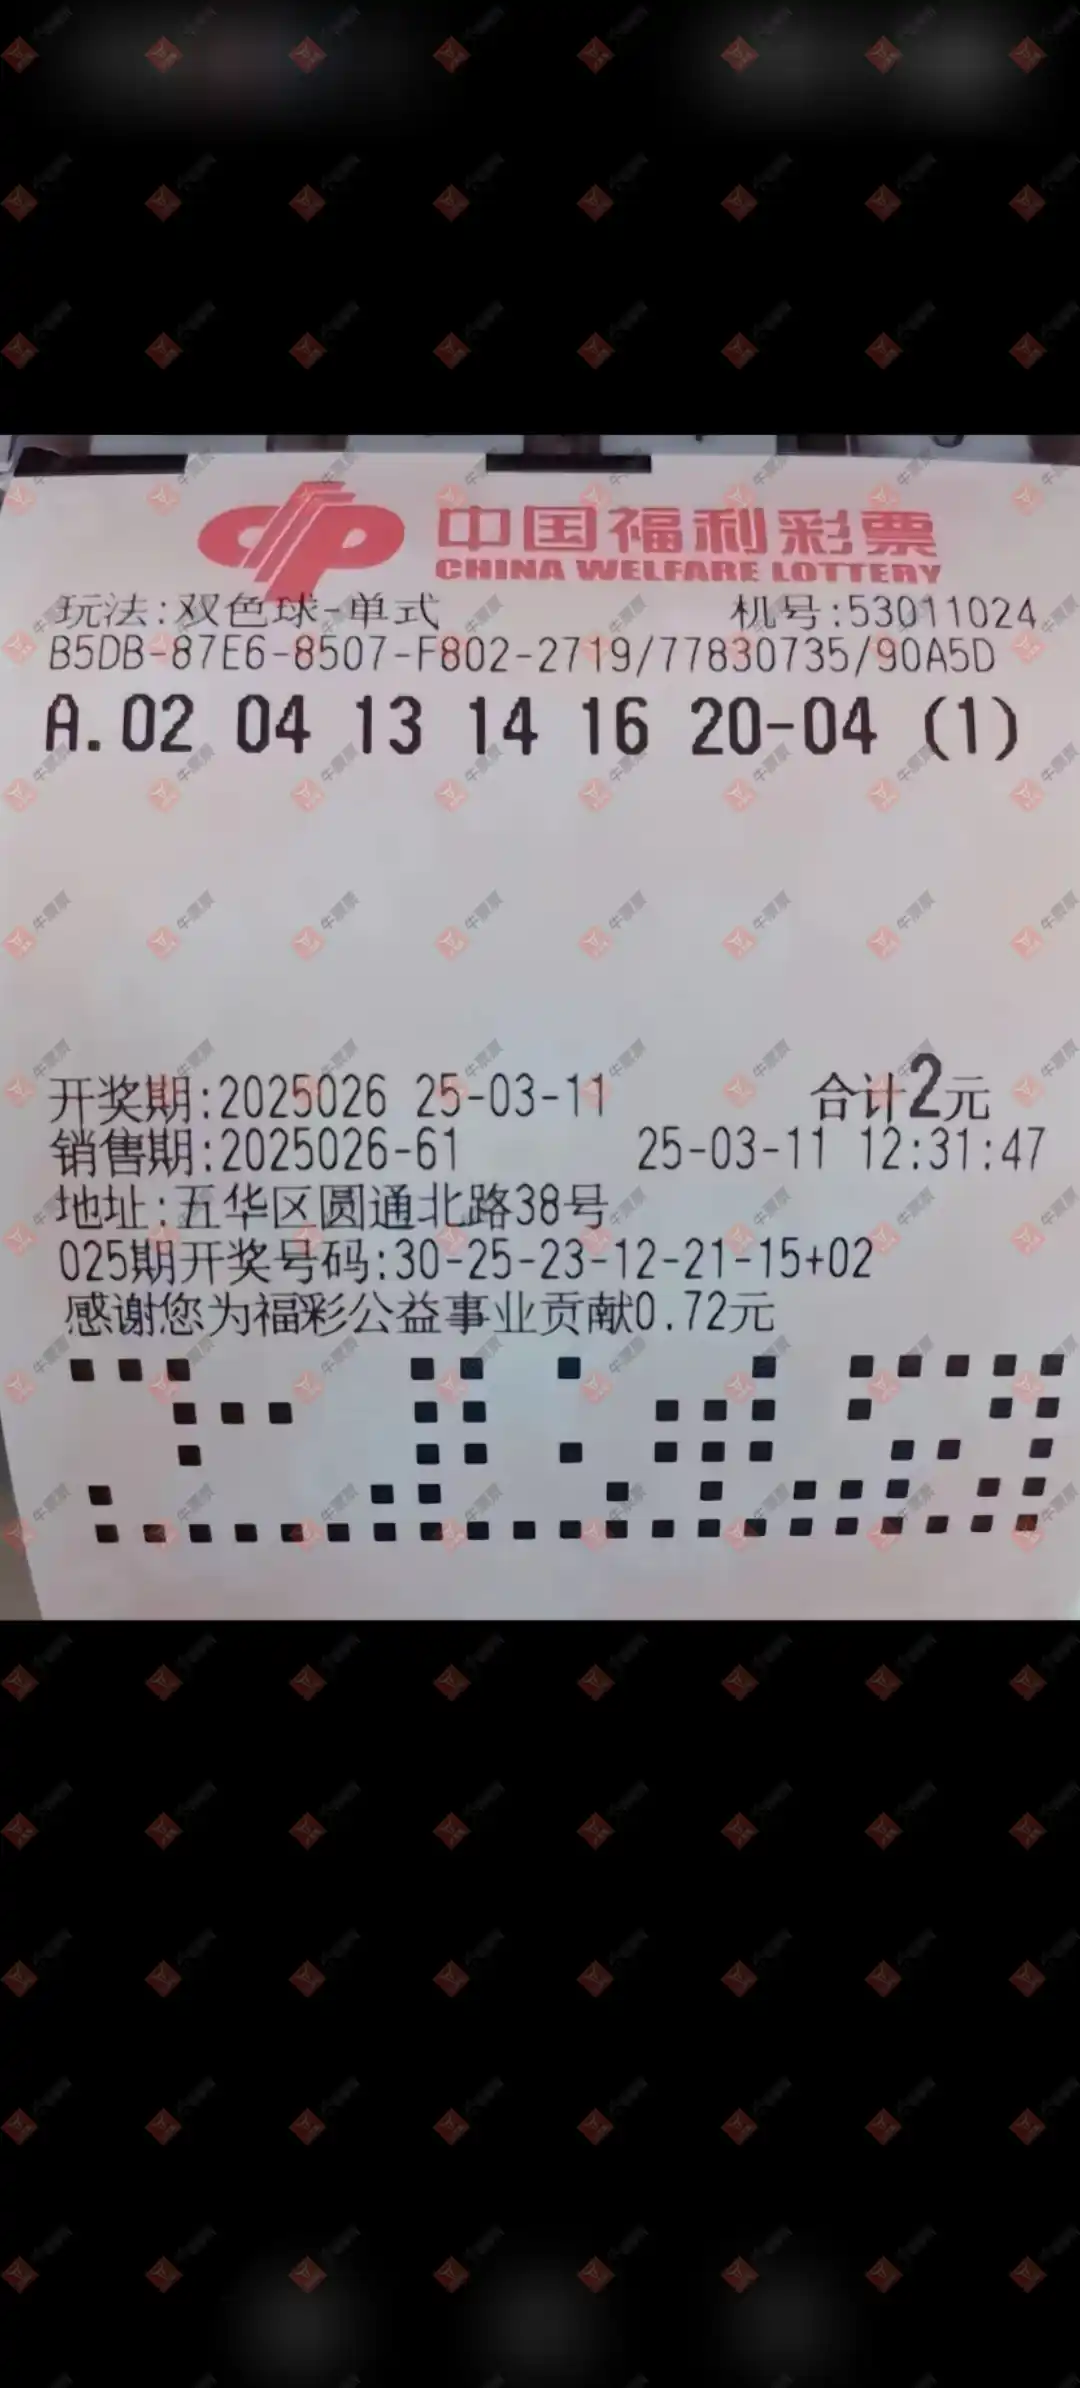 中国福利彩票
CHINA WELFARE LOTTERY
玩法:双色球-单式 机号:53011024
B5DB-87E6-8507-F802-2719/77830735/90A5D
A.02 04 13 14 16 20-04 (1)
开奖期:2025026 25-03-11 合计2元
销售期:2025026-61 25-03-11 12:31:47
地址:五华区圆通北路38号
025期开奖号码:30-25-23-12-21-15+02
感谢您为福彩公益事业贡献0.72元